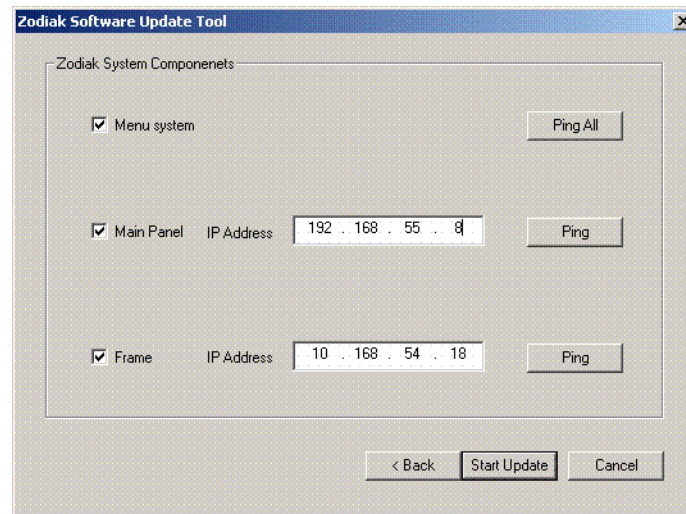 Zodiak Software Update Tool
Zodiak System Componenets
Menu system Ping All
Main Panel IP Address 192 . 168 . 55 . 8 Ping
Frame IP Address 10 . 168 . 54 . 18 Ping
< Back Start Update Cancel